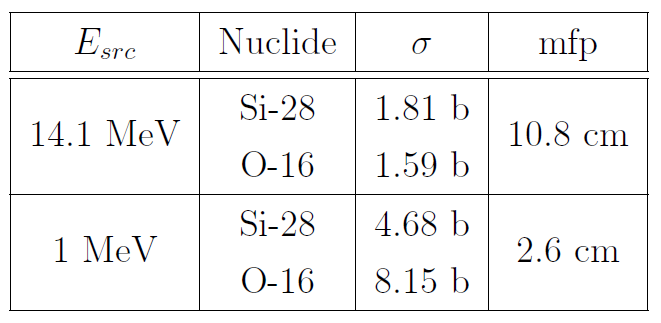 E_src Nuclide σ mfp
14.1 MeV Si-28 1.81 b 10.8 cm
O-16 1.59 b
1 MeV Si-28 4.68 b 2.6 cm
O-16 8.15 b